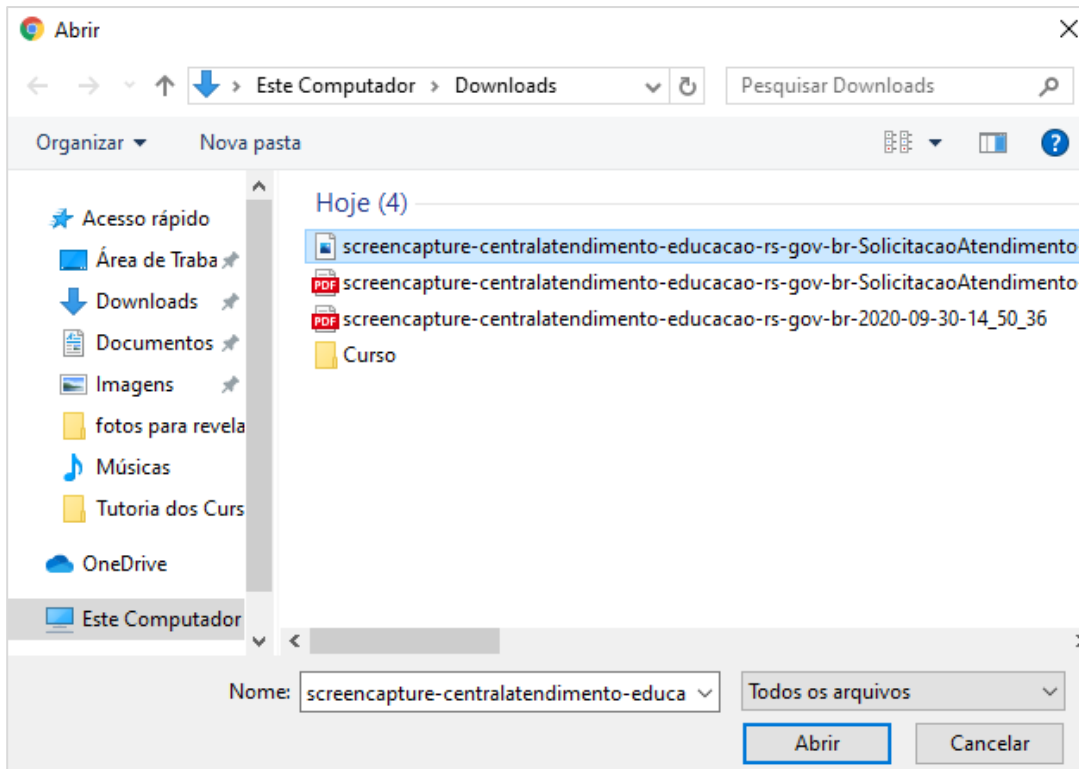 Abrir
Este Computador > Downloads
Pesquisar Downloads
Organizar
Nova pasta
Acesso rápido
Área de Traba
Downloads
Documentos
Imagens
fotos para revela
Músicas
Tutoria dos Curs
OneDrive
Este Computador
Hoje (4)
screencapture-centralatendimento-educacao-rs-gov-br-SolicitacaoAtendimento
PDF screencapture-centralatendimento-educacao-rs-gov-br-SolicitacaoAtendimento
PDF screencapture-centralatendimento-educacao-rs-gov-br-2020-09-30-14_50_36
Curso
Nome: screencapture-centralatendimento-educa
Todos os arquivos
Abrir
Cancelar